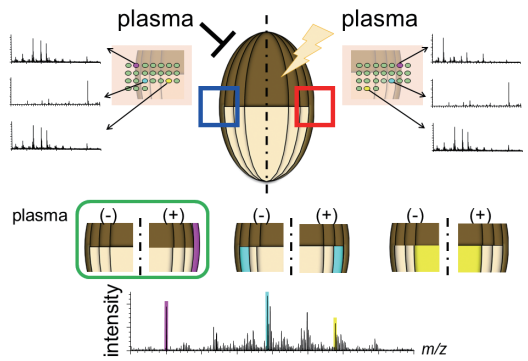 plasma
plasma
plasma
(-) (+) (-) (+) (-) (+)
intensity
m/z